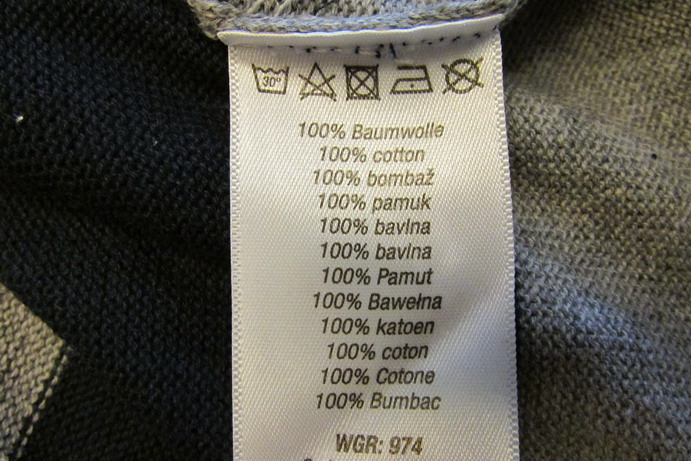 30°
100% Baumwolle
100% cotton
100% bombaž
100% pamuk
100% bavlna
100% bavlna
100% Pamut
100% Bawełna
100% katoen
100% coton
100% Cotone
100% Bumbac
WGR: 974